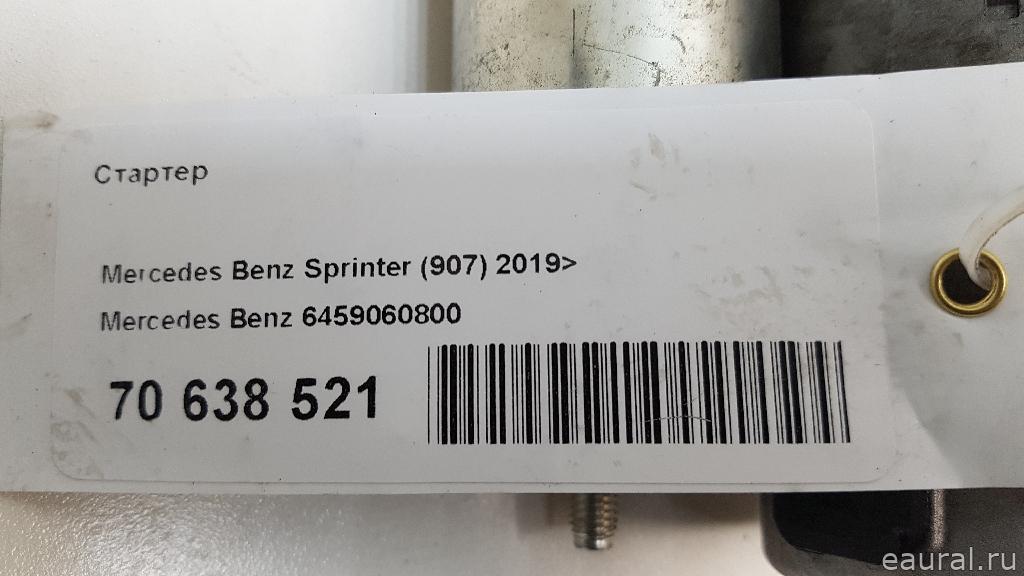 Стартер
Mercedes Benz Sprinter (907) 2019>
Mercedes Benz 6459060800
70 638 521
eaural.ru